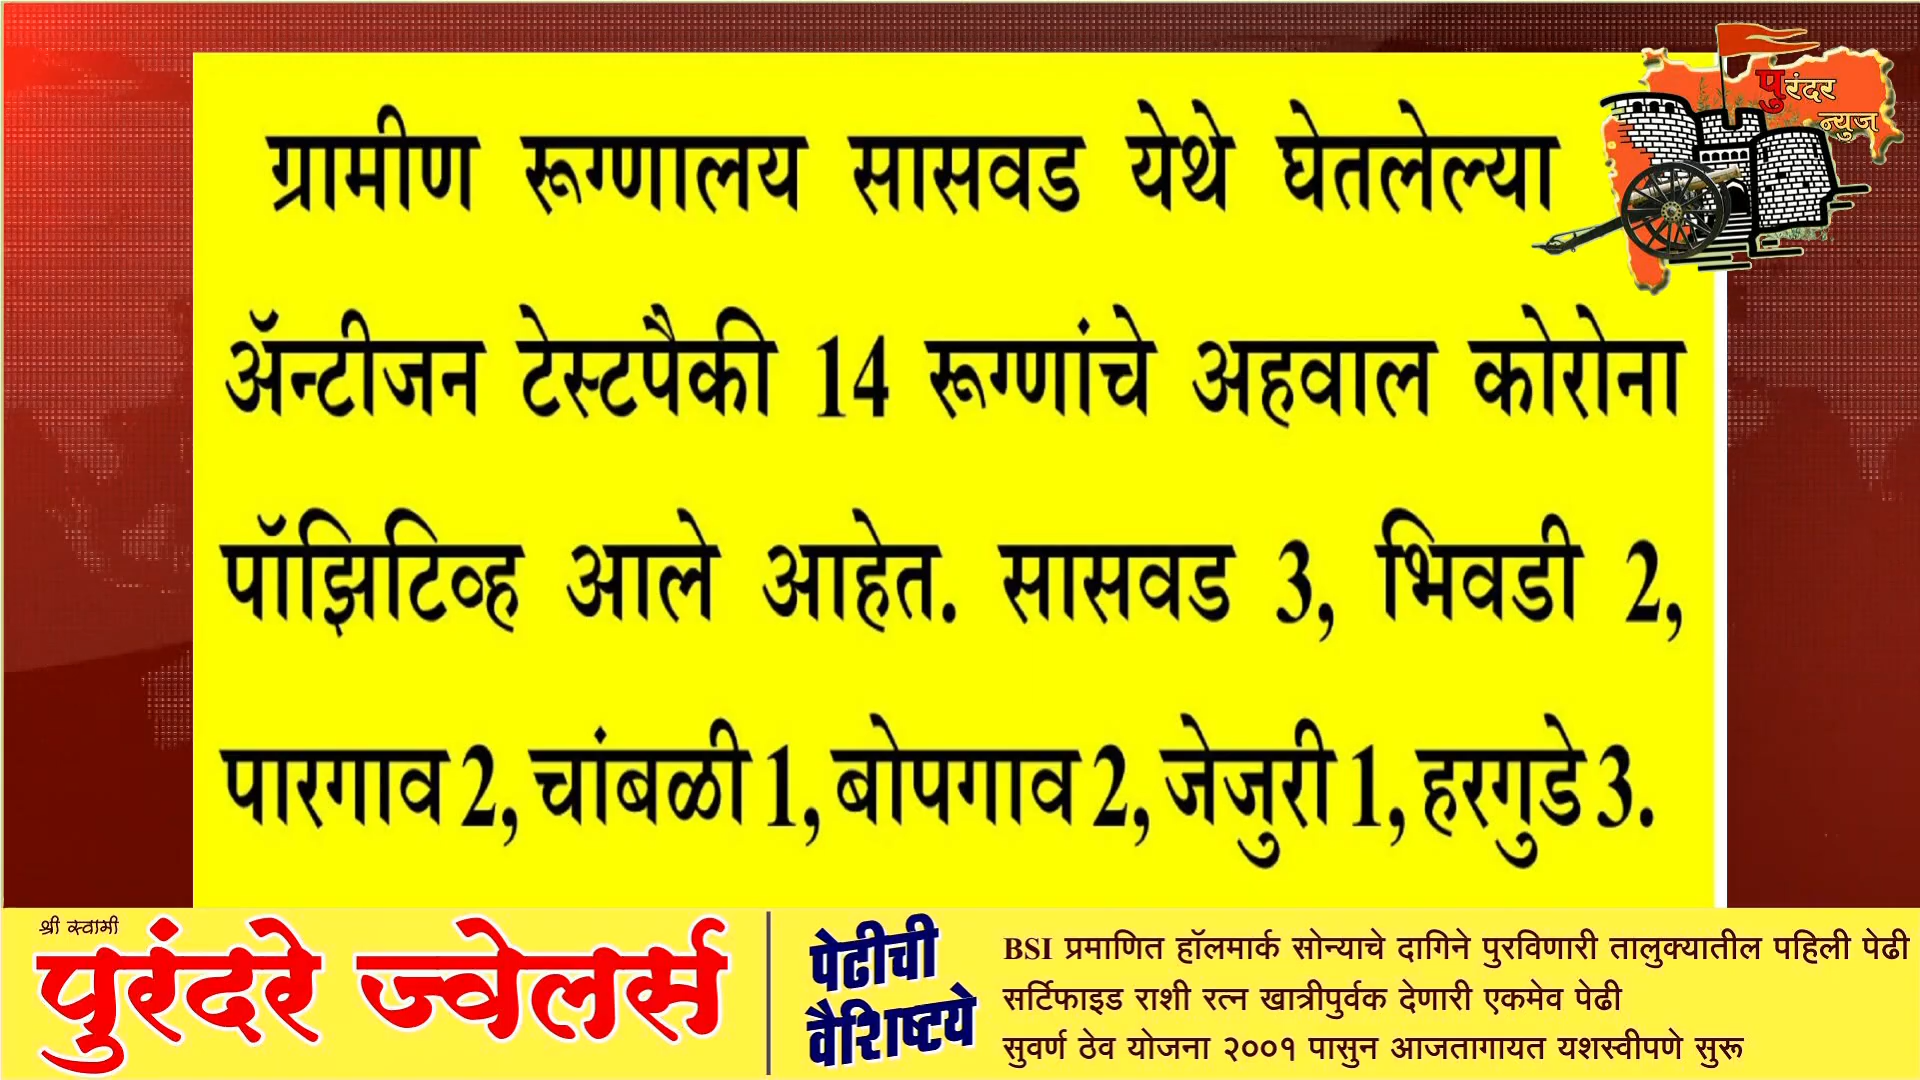 पुरंदर
न्युज
ग्रामीण रूग्णालय सासवड येथे घेतलेल्या
ॲन्टीजन टेस्टपैकी 14 रूग्णांचे अहवाल कोरोना
पॉझिटिव्ह आले आहेत. सासवड 3, भिवडी 2,
पारगाव 2, चांबळी 1, बोपगाव 2, जेजुरी 1, हरगुडे 3.
श्री स्वामी
पुरंदरे ज्वेलर्स
पेढीची
वैशिष्टये
BSI प्रमाणित हॉलमार्क सोन्याचे दागिने पुरविणारी तालुक्यातील पहिली पेढी
सर्टिफाइड राशी रत्न खात्रीपुर्वक देणारी एकमेव पेढी
सुवर्ण ठेव योजना २००१ पासुन आजतागायत यशस्वीपणे सुरू